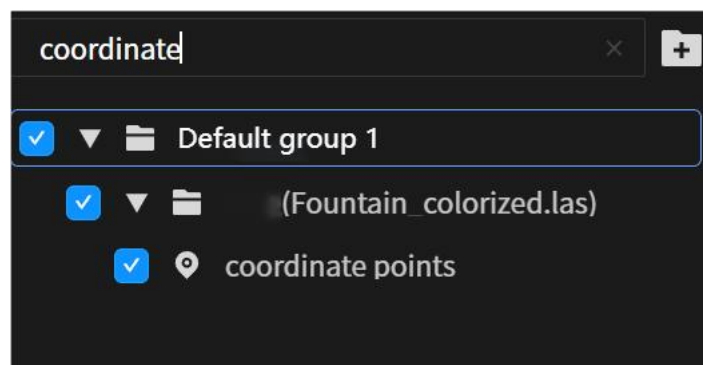 coordinate
Default group 1
(Fountain_colorized.las)
coordinate points